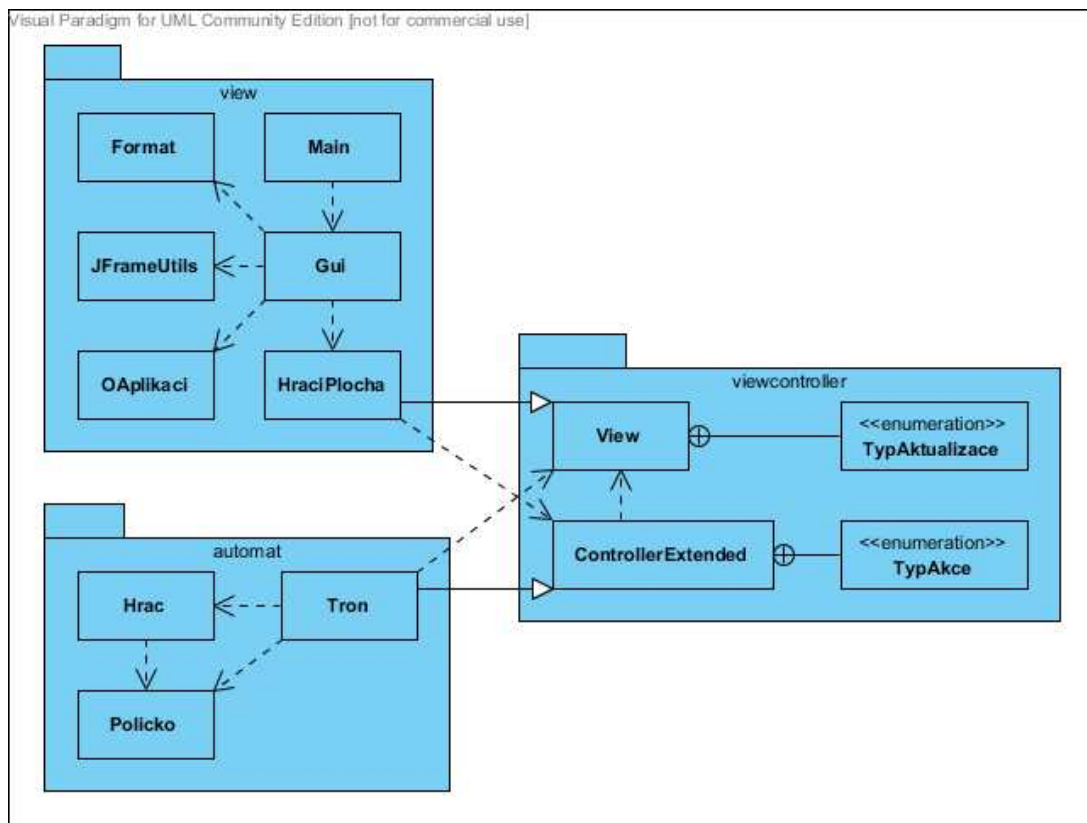 Visual Paradigm for UML Community Edition [not for commercial use]
view
Format
Main
JFrameUtils
Gui
OAplikaci
HraciPlocha
viewcontroller
View
<<enumeration>>
TypAktualizace
ControllerExtended
<<enumeration>>
TypAkce
automat
Hrac
Tron
Policko